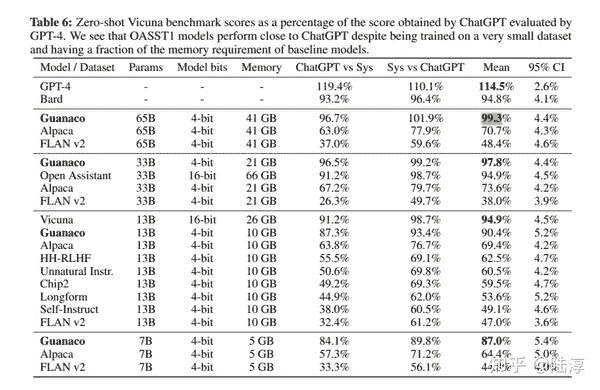 Table 6: Zero-shot Vicuna benchmark scores as a percentage of the score obtained by ChatGPT evaluated by
GPT-4. We see that OASST1 models perform close to ChatGPT despite being trained on a very small dataset
and having a fraction of the memory requirement of baseline models.
Model / Dataset Params Model bits Memory ChatGPT vs Sys Sys vs ChatGPT Mean 95% CI
GPT-4 - - - 119.4% 110.1% 114.5% 2.6%
Bard - - - 93.2% 96.4% 94.8% 4.1%
Guanaco 65B 4-bit 41 GB 96.7% 101.9% 99.3% 4.4%
Alpaca 65B 4-bit 41 GB 63.0% 77.9% 70.7% 4.3%
FLAN v2 65B 4-bit 41 GB 37.0% 59.6% 48.4% 4.6%
Guanaco 33B 4-bit 21 GB 96.5% 99.2% 97.8% 4.4%
Open Assistant 33B 16-bit 66 GB 91.2% 98.7% 94.9% 4.5%
Alpaca 33B 4-bit 21 GB 67.2% 79.7% 73.6% 4.2%
FLAN v2 33B 4-bit 21 GB 26.3% 49.7% 38.0% 3.9%
Vicuna 13B 16-bit 26 GB 91.2% 98.7% 94.9% 4.5%
Guanaco 13B 4-bit 10 GB 87.3% 93.4% 90.4% 5.2%
Alpaca 13B 4-bit 10 GB 63.8% 76.7% 69.4% 4.2%
HH-RLHF 13B 4-bit 10 GB 55.5% 69.1% 62.5% 4.7%
Unnatural Instr. 13B 4-bit 10 GB 50.6% 69.8% 60.5% 4.2%
Chip2 13B 4-bit 10 GB 49.2% 69.3% 59.5% 4.7%
Longform 13B 4-bit 10 GB 44.9% 62.0% 53.6% 5.2%
Self-Instruct 13B 4-bit 10 GB 38.0% 60.5% 49.1% 4.6%
FLAN v2 13B 4-bit 10 GB 32.4% 61.2% 47.0% 3.6%
Guanaco 7B 4-bit 5 GB 84.1% 89.8% 87.0% 5.4%
Alpaca 7B 4-bit 5 GB 57.3% 71.2% 64.4% 5.0%
FLAN v2 7B 4-bit 5 GB 33.3% 56.1% 4.0%
知乎 @陆淳